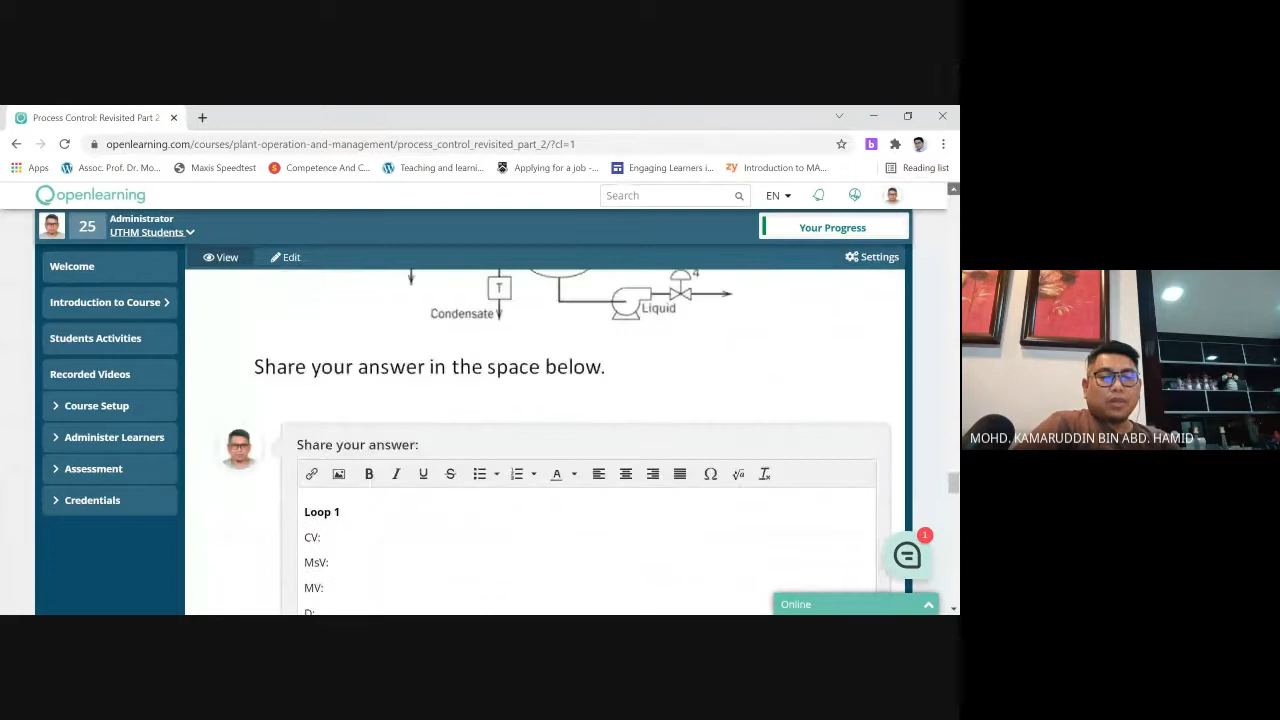 Process Control: Revisited Part 2
openlearning.com/courses/plant-operation-and-management/process_control_revisited_part_2/?cl=1
Apps Assoc. Prof. Dr. Mo... Maxis Speedtest Competence And C... Teaching and learni... Applying for a job -... Engaging Learners i... zy Introduction to MA... Reading list
openlearning Search EN
25 Administrator
UTHM Students
Your Progress
View Edit Settings
Welcome
Introduction to Course
Students Activities
Recorded Videos
Course Setup
Administer Learners
Assessment
Credentials
4
T
Condensate
Liquid
Share your answer in the space below.
Share your answer:
B I U S A Ω √a Tx
Loop 1
CV:
MsV:
MV:
D:
1
Online
MOHD. KAMARUDDIN BIN ABD. HAMID -